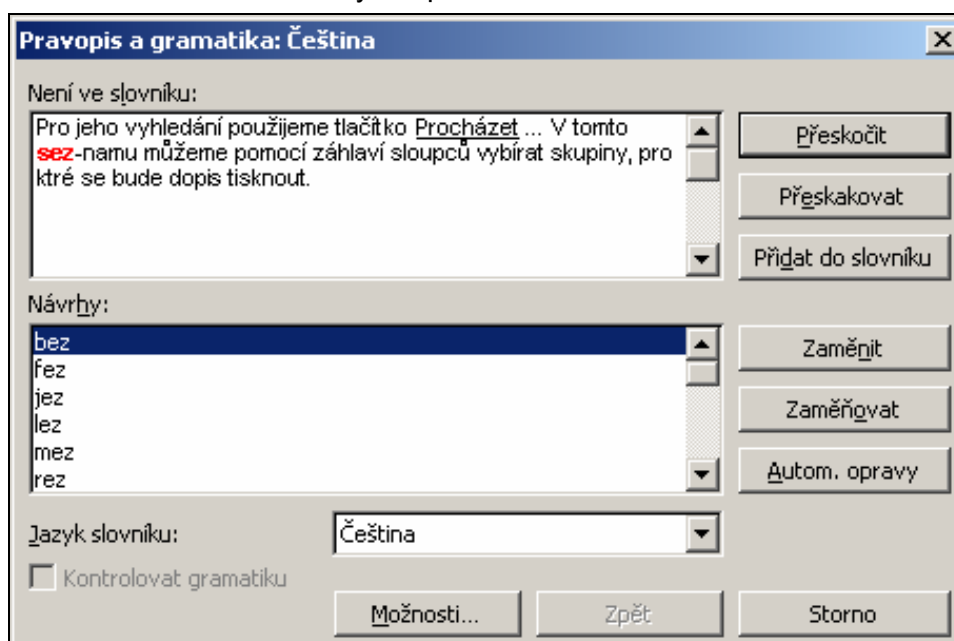 Pravopis a gramatika: Čeština
Není ve slovníku:
Pro jeho vyhledání použijeme tlačítko Procházet ... V tomto
sez-namu můžeme pomocí záhlaví sloupců vybírat skupiny, pro
ktré se bude dopis tisknout.
Přeskočit
Přeskakovat
Přidat do slovníku
Návrhy:
bez
fez
jez
lez
mez
rez
Zaměnit
Zaměňovat
Autom. opravy
Jazyk slovníku:
Čeština
Kontrolovat gramatiku
Možnosti...
Zpět
Storno